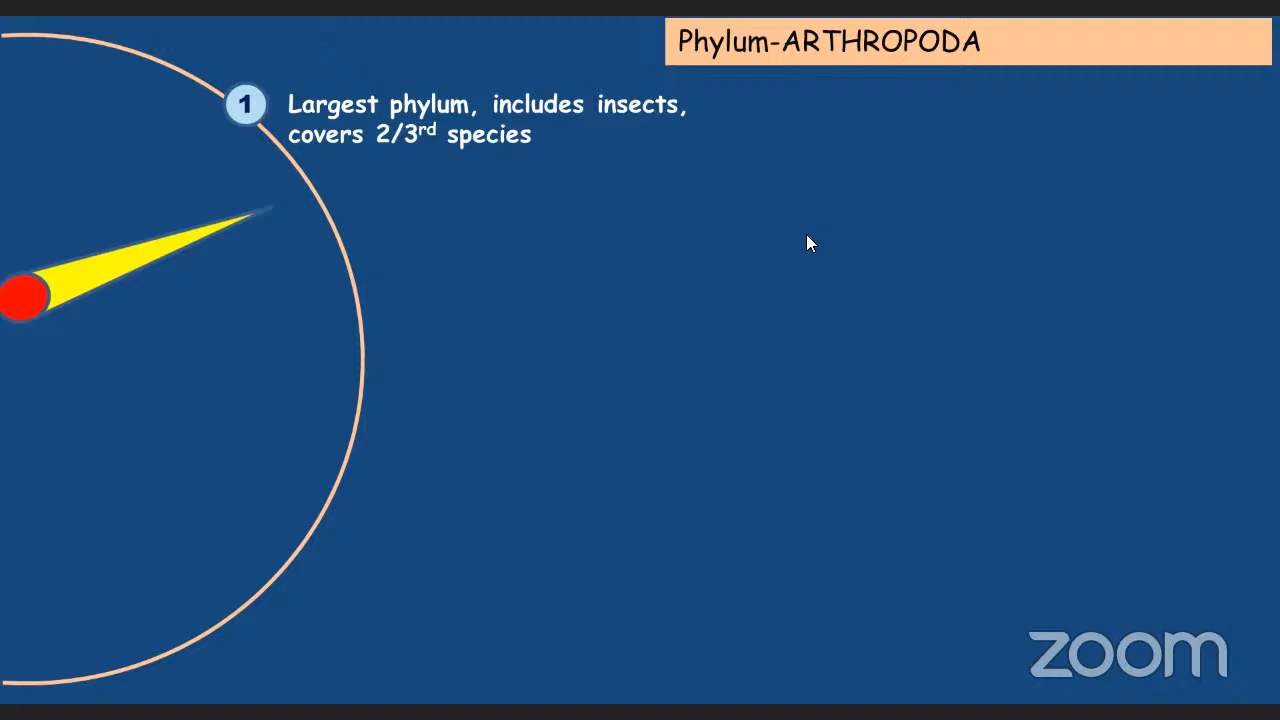 Phylum-ARTHROPODA
1
Largest phylum, includes insects,
covers 2/3rd species
zoom